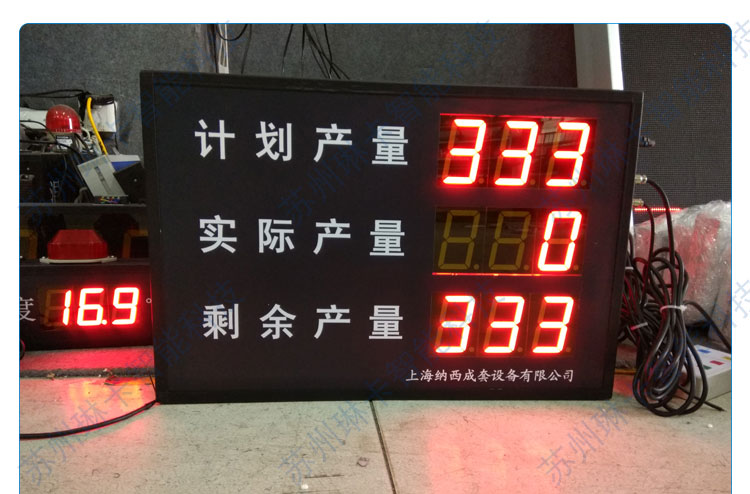 计划产量 333
实际产量 0
剩余产量 333
上海纳西成套设备有限公司
度 16.9°